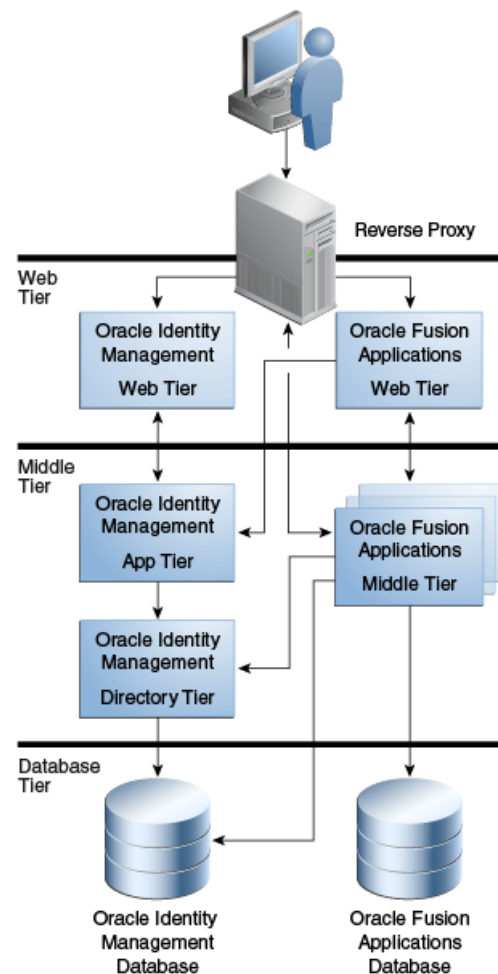 Reverse Proxy
Web
Tier
Oracle Identity
Management
Web Tier
Oracle Fusion
Applications
Web Tier
Middle
Tier
Oracle Identity
Management
App Tier
Oracle Fusion
Applications
Middle Tier
Oracle Identity
Management
Directory Tier
Database
Tier
Oracle Identity
Management
Database
Oracle Fusion
Applications
Database